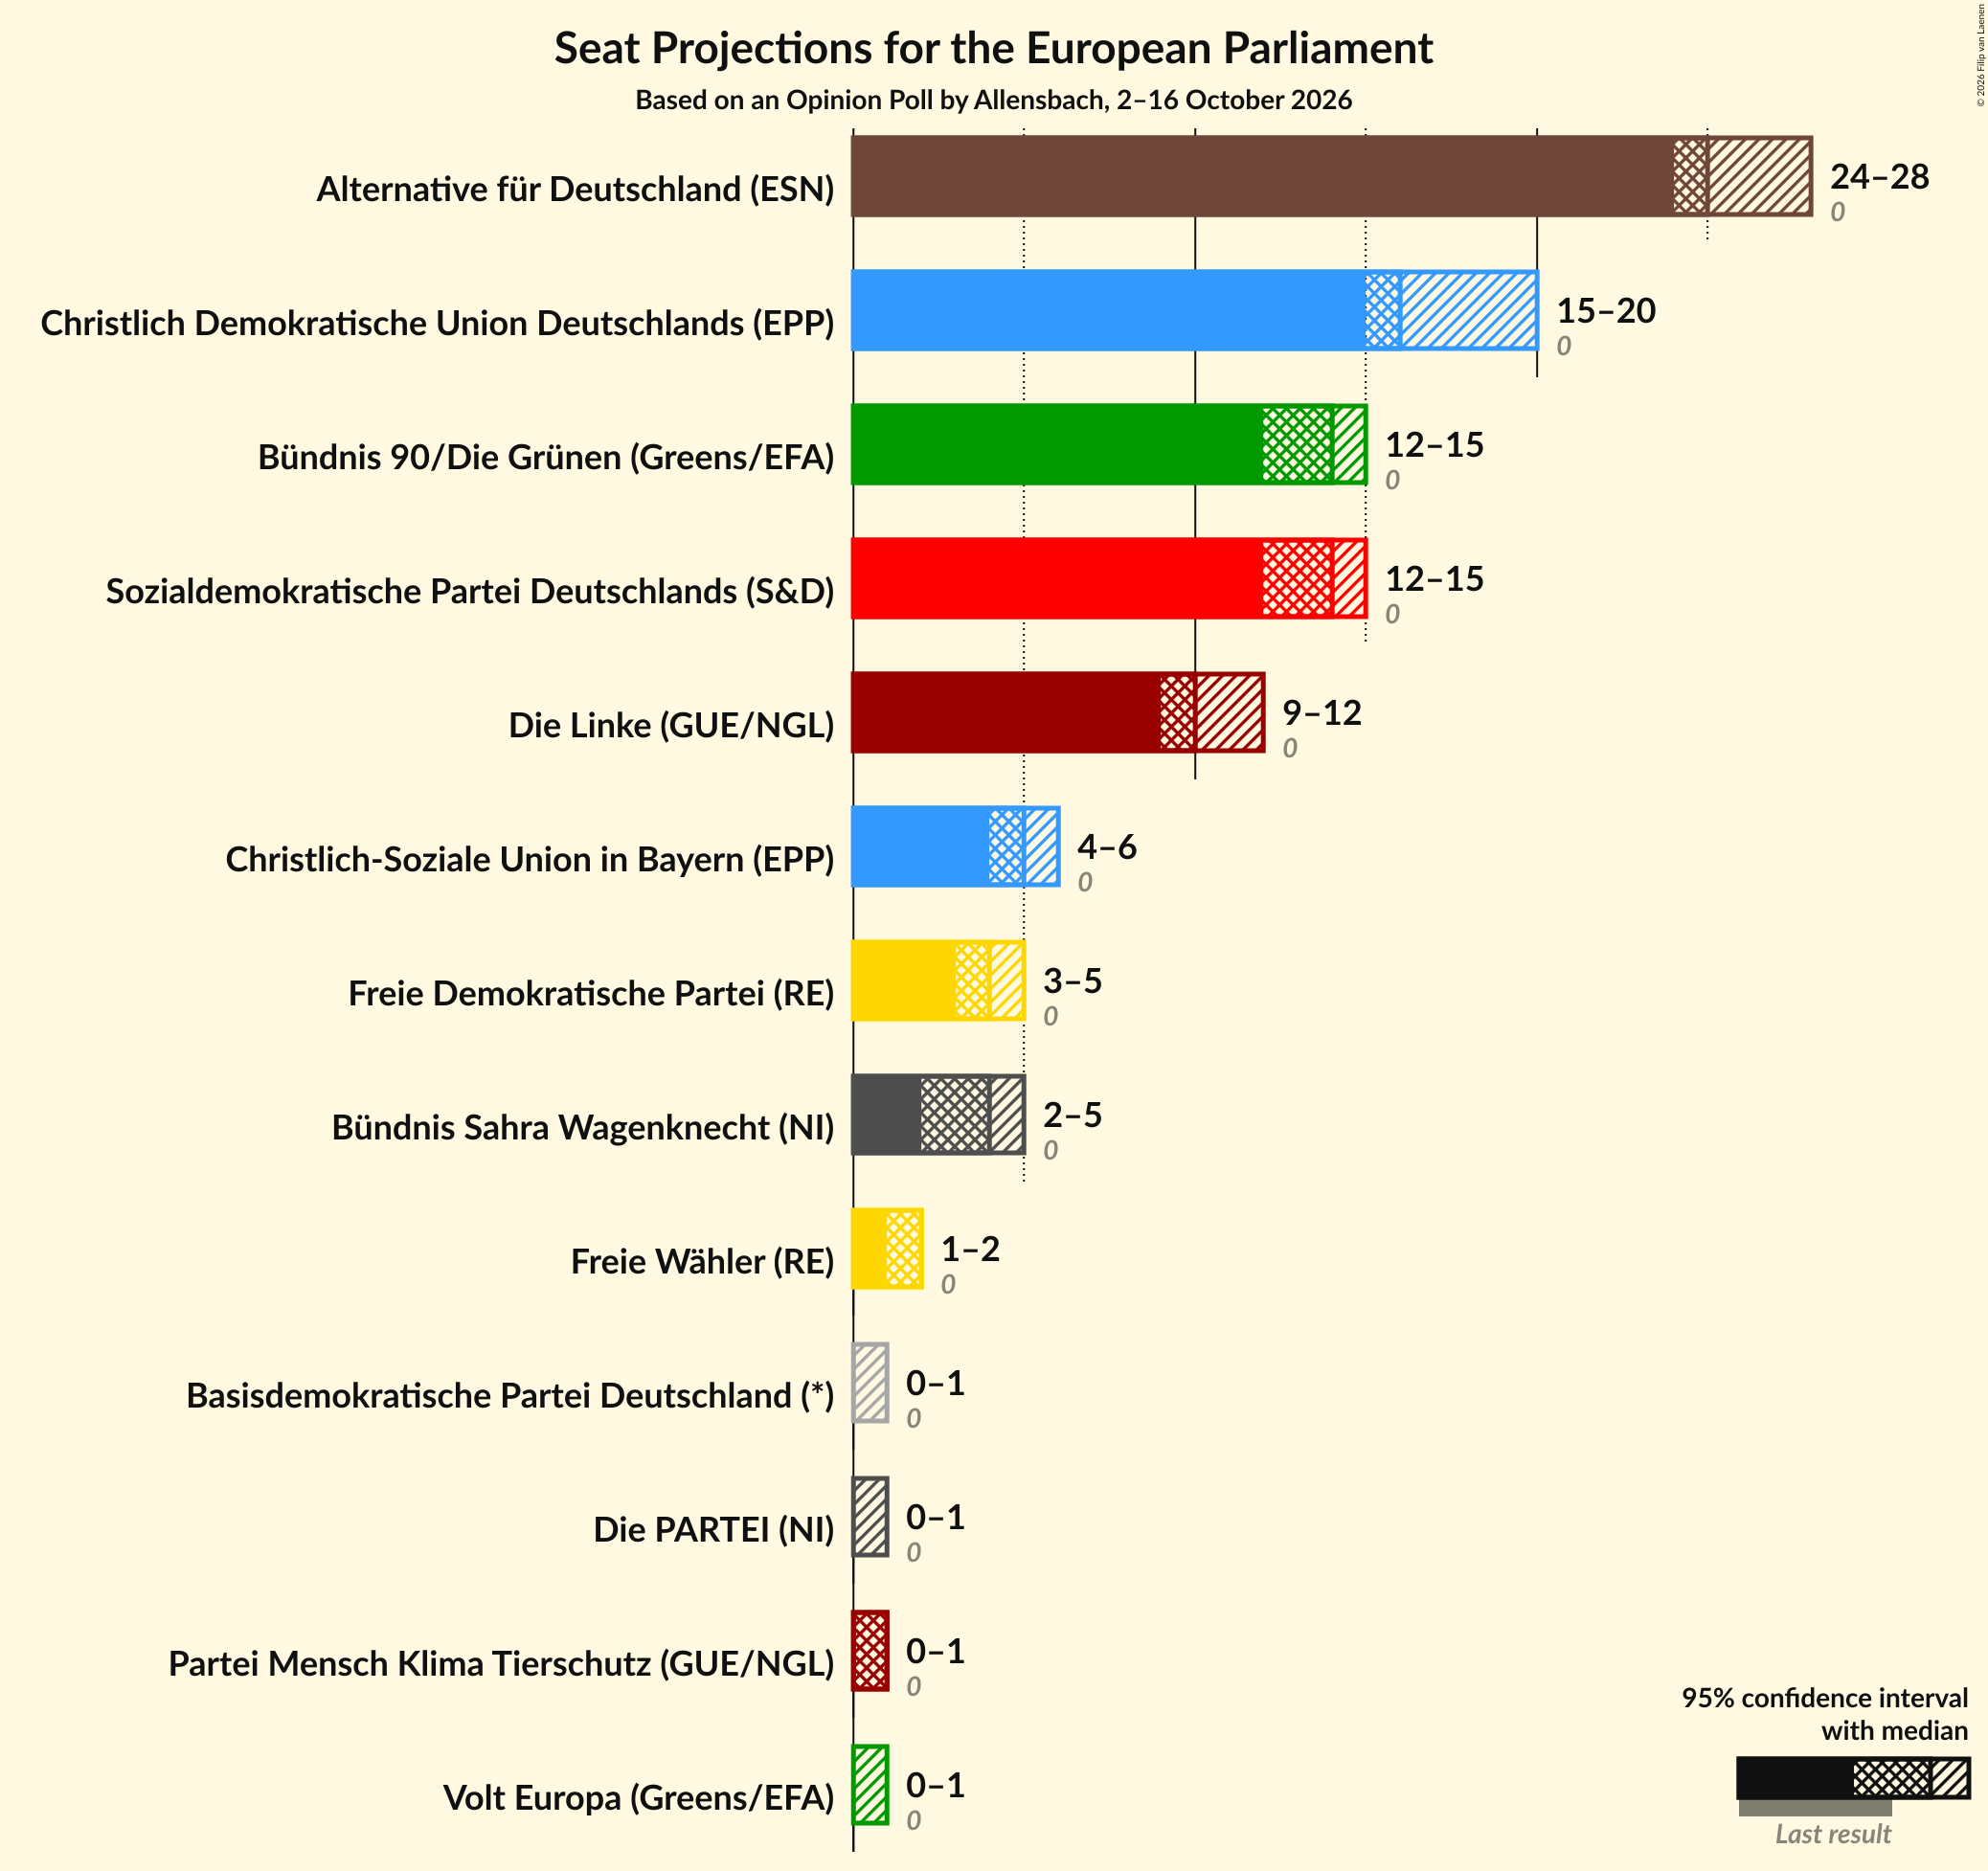 Seat Projections for the European Parliament
Based on an Opinion Poll by Allensbach, 2–16 October 2026
© 2026 Filip van Laenen
Alternative für Deutschland (ESN)
24–28
0
Christlich Demokratische Union Deutschlands (EPP)
15–20
0
Bündnis 90/Die Grünen (Greens/EFA)
12–15
0
Sozialdemokratische Partei Deutschlands (S&D)
12–15
0
Die Linke (GUE/NGL)
9–12
0
Christlich-Soziale Union in Bayern (EPP)
4–6
0
Freie Demokratische Partei (RE)
3–5
0
Bündnis Sahra Wagenknecht (NI)
2–5
0
Freie Wähler (RE)
1–2
0
Basisdemokratische Partei Deutschland (*)
0–1
0
Die PARTEI (NI)
0–1
0
Partei Mensch Klima Tierschutz (GUE/NGL)
0–1
0
Volt Europa (Greens/EFA)
0–1
0
95% confidence interval
with median
Last result